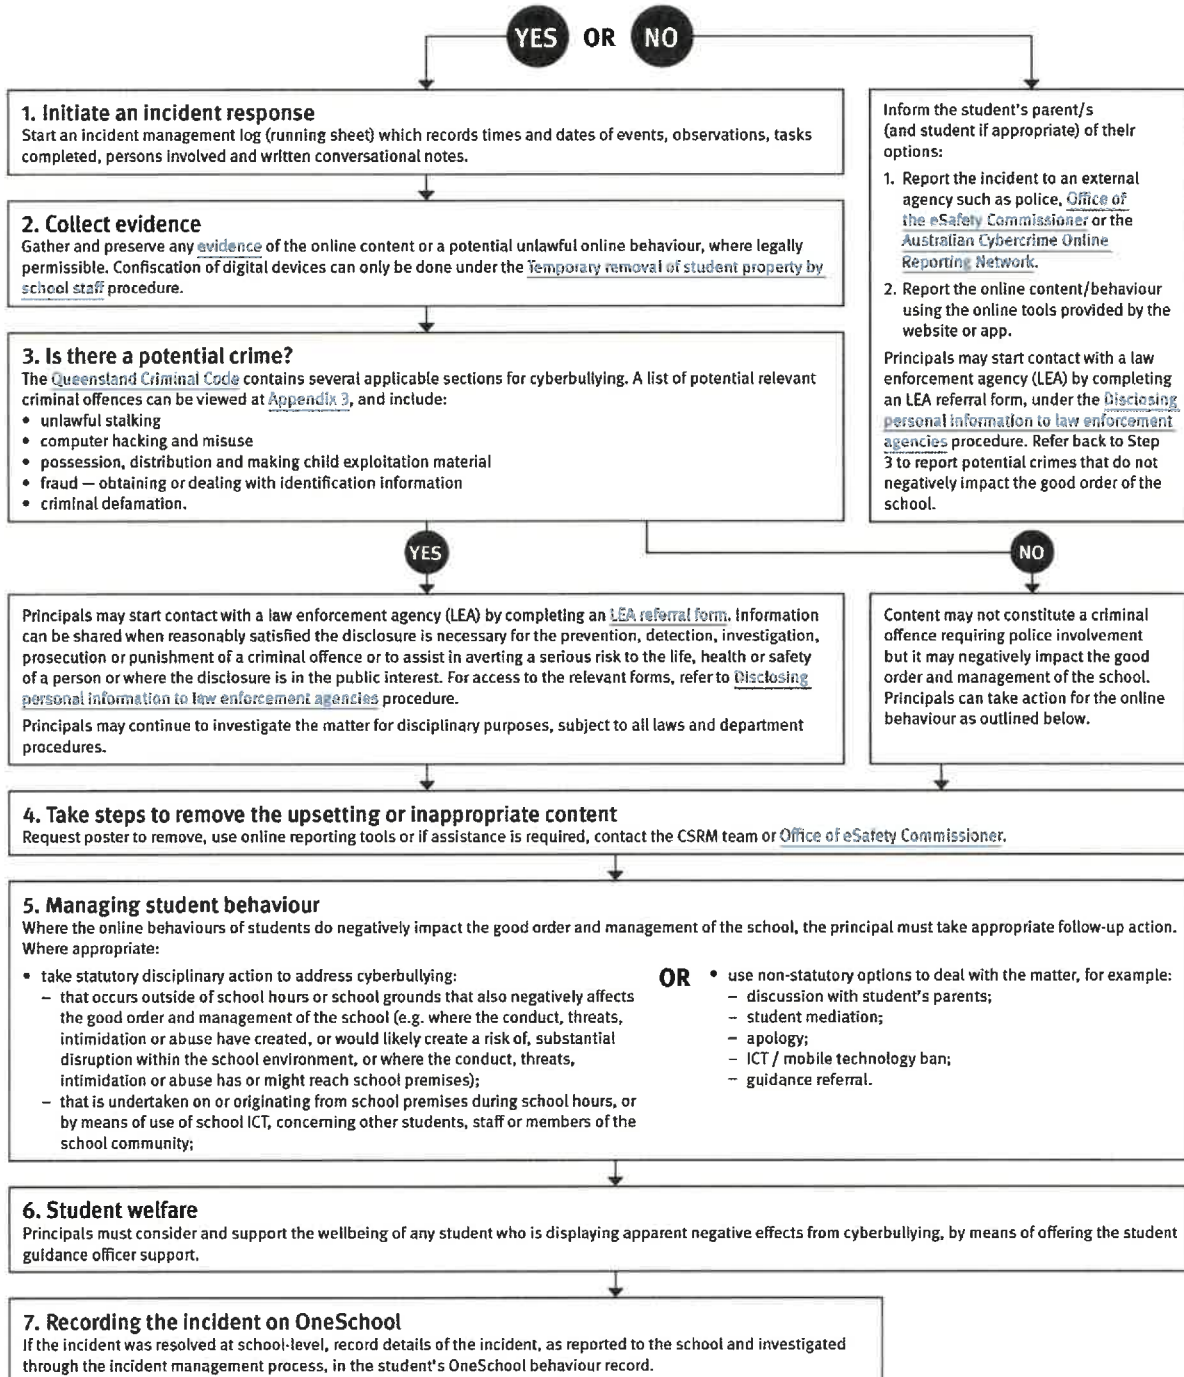 YES OR NO
1. Initiate an incident response
Start an incident management log (running sheet) which records times and dates of events, observations, tasks
completed, persons involved and written conversational notes.
2. Collect evidence
Gather and preserve any evidence of the online content or a potential unlawful online behaviour, where legally
permissible. Confiscation of digital devices can only be done under the Temporary removal of student property by
school staff procedure.
3. Is there a potential crime?
The Queensland Criminal Code contains several applicable sections for cyberbullying. A list of potential relevant
criminal offences can be viewed at Appendix 3, and include:
• unlawful stalking
• computer hacking and misuse
• possession, distribution and making child exploitation material
• fraud — obtaining or dealing with identification information
• criminal defamation.
Inform the student's parent/s
(and student if appropriate) of their
options:
1. Report the incident to an external
agency such as police, Office of
the eSafety Commissioner or the
Australian Cybercrime Online
Reporting Network.
2. Report the online content/behaviour
using the online tools provided by the
website or app.
Principals may start contact with a law
enforcement agency (LEA) by completing
an LEA referral form, under the Disclosing
personal information to law enforcement
agencies procedure. Refer back to Step
3 to report potential crimes that do not
negatively impact the good order of the
school.
YES
NO
Principals may start contact with a law enforcement agency (LEA) by completing an LEA referral form. Information
can be shared when reasonably satisfied the disclosure is necessary for the prevention, detection, investigation,
prosecution or punishment of a criminal offence or to assist in averting a serious risk to the life, health or safety
of a person or where the disclosure is in the public interest. For access to the relevant forms, refer to Disclosing
personal information to law enforcement agencies procedure.
Principals may continue to investigate the matter for disciplinary purposes, subject to all laws and department
procedures.
Content may not constitute a criminal
offence requiring police involvement
but it may negatively impact the good
order and management of the school.
Principals can take action for the online
behaviour as outlined below.
4. Take steps to remove the upsetting or inappropriate content
Request poster to remove, use online reporting tools or if assistance is required, contact the CSRM team or Office of eSafety Commissioner.
5. Managing student behaviour
Where the online behaviours of students do negatively impact the good order and management of the school, the principal must take appropriate follow-up action.
Where appropriate:
• take statutory disciplinary action to address cyberbullying:
– that occurs outside of school hours or school grounds that also negatively affects
the good order and management of the school (e.g. where the conduct, threats,
intimidation or abuse have created, or would likely create a risk of, substantial
disruption within the school environment, or where the conduct, threats,
intimidation or abuse has or might reach school premises);
– that is undertaken on or originating from school premises during school hours, or
by means of use of school ICT, concerning other students, staff or members of the
school community;
OR
• use non-statutory options to deal with the matter, for example:
– discussion with student's parents;
– student mediation;
– apology;
– ICT / mobile technology ban;
– guidance referral.
6. Student welfare
Principals must consider and support the wellbeing of any student who is displaying apparent negative effects from cyberbullying, by means of offering the student
guidance officer support.
7. Recording the incident on OneSchool
If the incident was resolved at school-level, record details of the incident, as reported to the school and investigated
through the incident management process, in the student's OneSchool behaviour record.